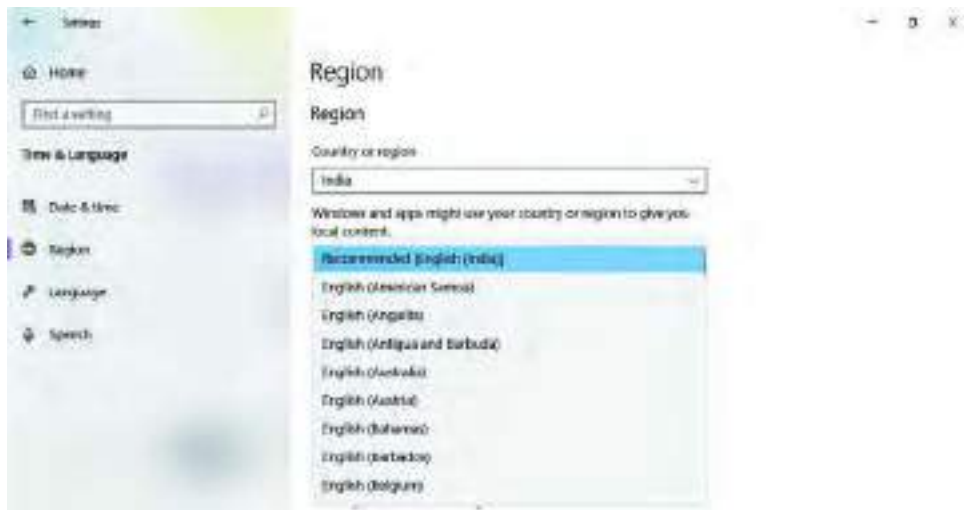 Settings
Home
Find a setting
Time & Language
Date & time
Region
Language
Speech
Region
Region
Country or region
India
Windows and apps might use your country or region to give you
local content.
Recommended [English (India)]
English (American Samoa)
English (Anguilla)
English (Antigua and Barbuda)
English (Australia)
English (Austria)
English (Bahamas)
English (Barbados)
English (Belgium)